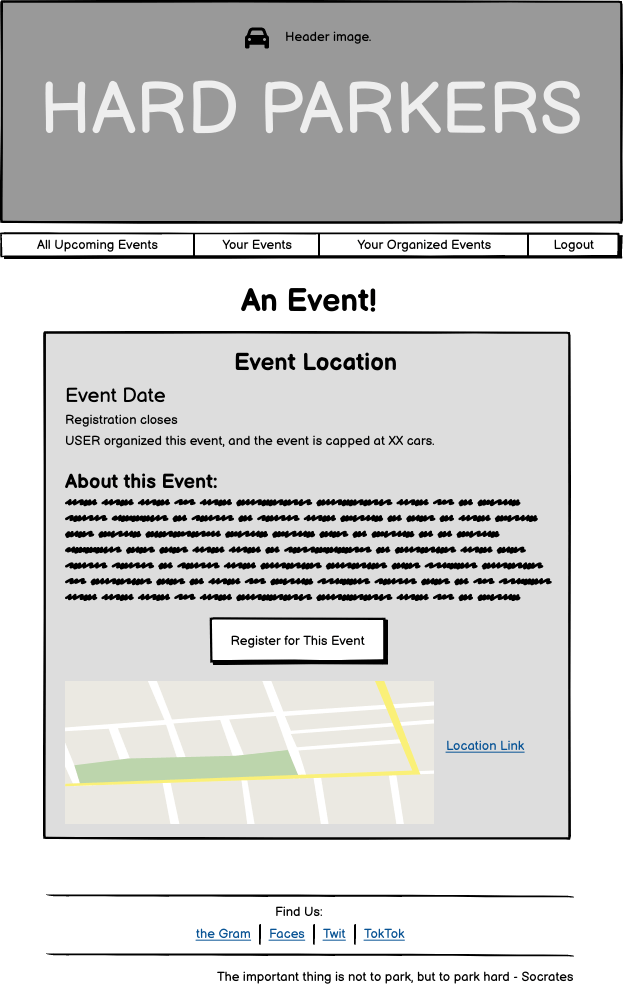 Header image.
HARD PARKERS
All Upcoming Events Your Events Your Organized Events Logout
An Event!
Event Location
Event Date
Registration closes
USER organized this event, and the event is capped at XX cars.
About this Event:
Register for This Event
Location Link
Find Us:
the Gram | Faces | Twit | TokTok
The important thing is not to park, but to park hard - Socrates